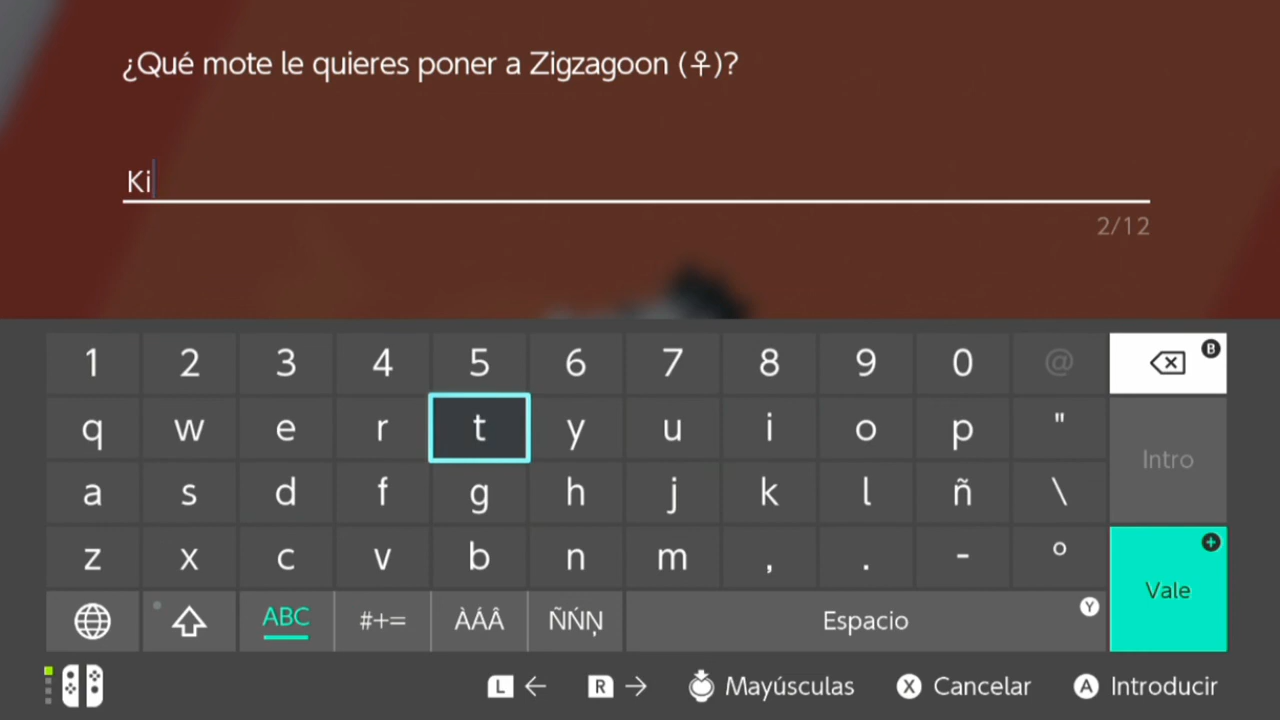 ¿Qué mote le quieres poner a Zigzagoon (♀)?
Ki
2/12
1 2 3 4 5 6 7 8 9 0 @ B
q w e r t y u i o p "
Intro
a s d f g h j k l ñ \
z x c v b n m , . - º
Vale
ABC #+= ÀÁÂ ÑŃŅ Espacio Y
L ← R → Mayúsculas X Cancelar A Introducir